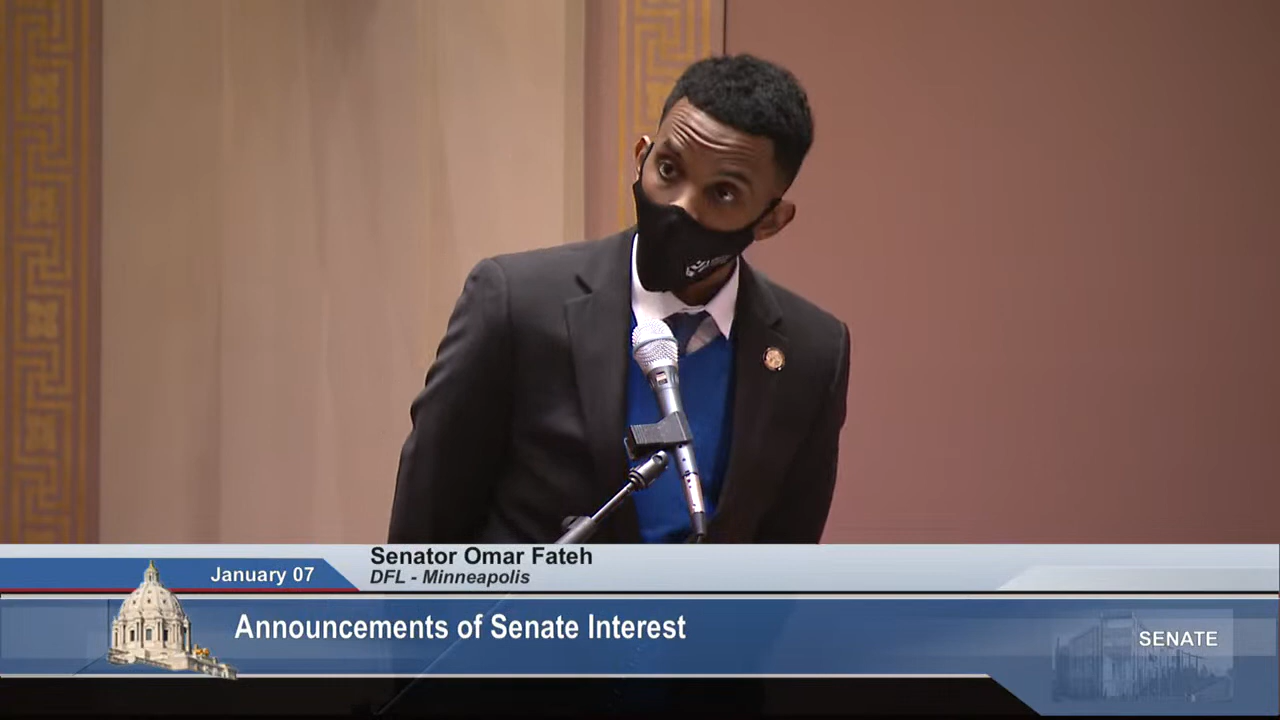 Senator Omar Fateh
January 07
DFL - Minneapolis
Announcements of Senate Interest
SENATE